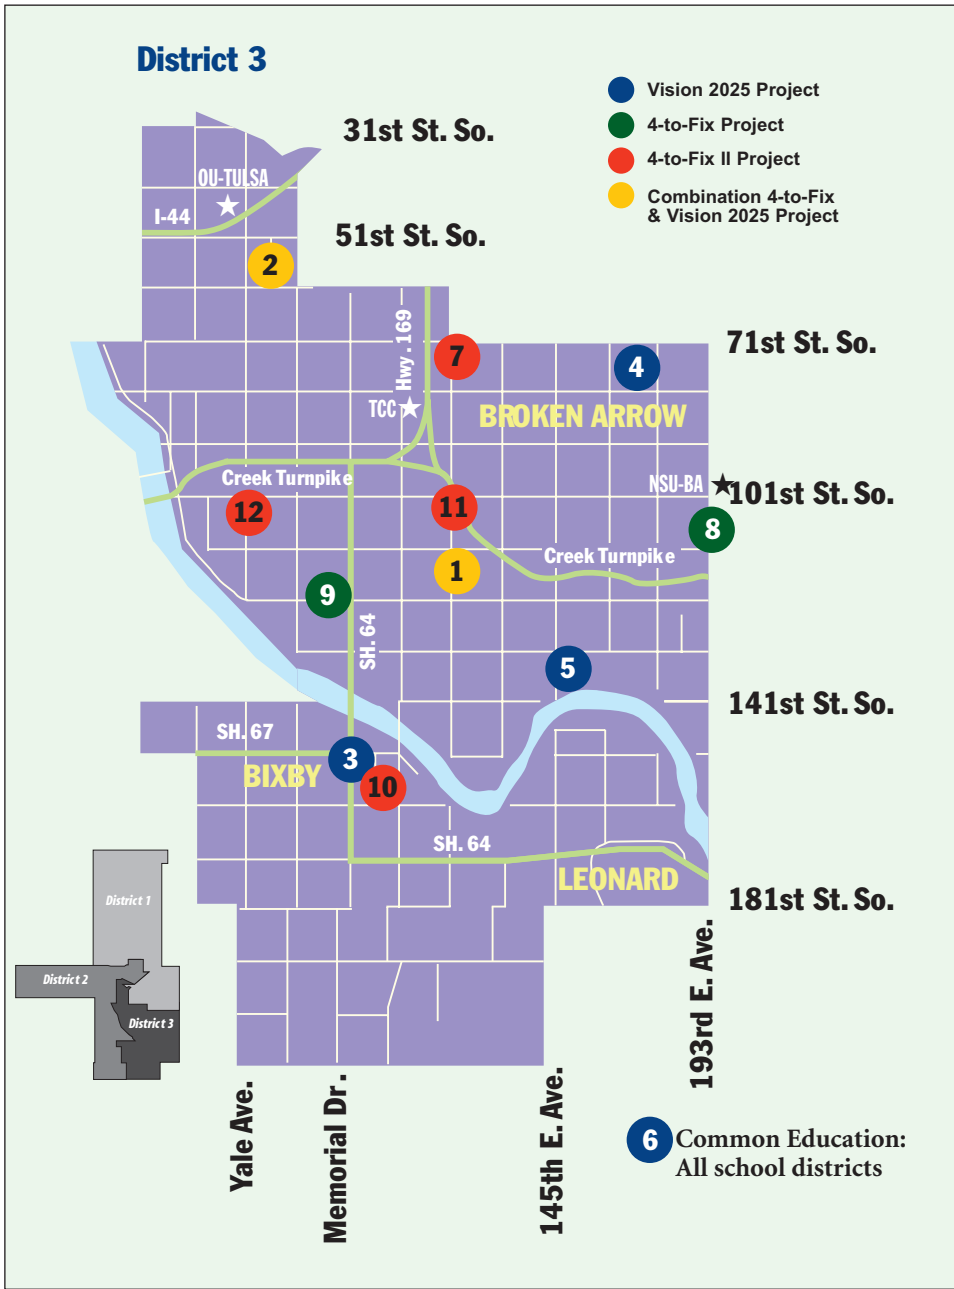 District 3
Vision 2025 Project
4-to-Fix Project
4-to-Fix II Project
Combination 4-to-Fix
& Vision 2025 Project
31st St. So.
OU-TULSA
I-44
51st St. So.
2
Hwy. 169
71st St. So.
7
4
TCC
BROKEN ARROW
Creek Turnpike
NSU-BA
101st St. So.
12
11
8
Creek Turnpike
1
9
SH. 64
5
141st St. So.
SH. 67
3
BIXBY
10
SH. 64
LEONARD
181st St. So.
District 1
District 2
District 3
193rd E. Ave.
Yale Ave.
Memorial Dr.
145th E. Ave.
6
Common Education:
All school districts